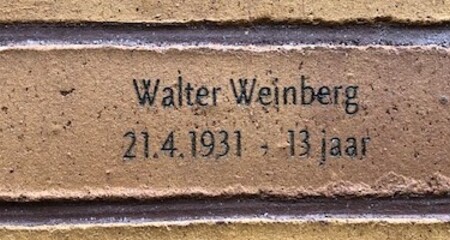 Walter Weinberg
21.4.1931 - 13 jaar